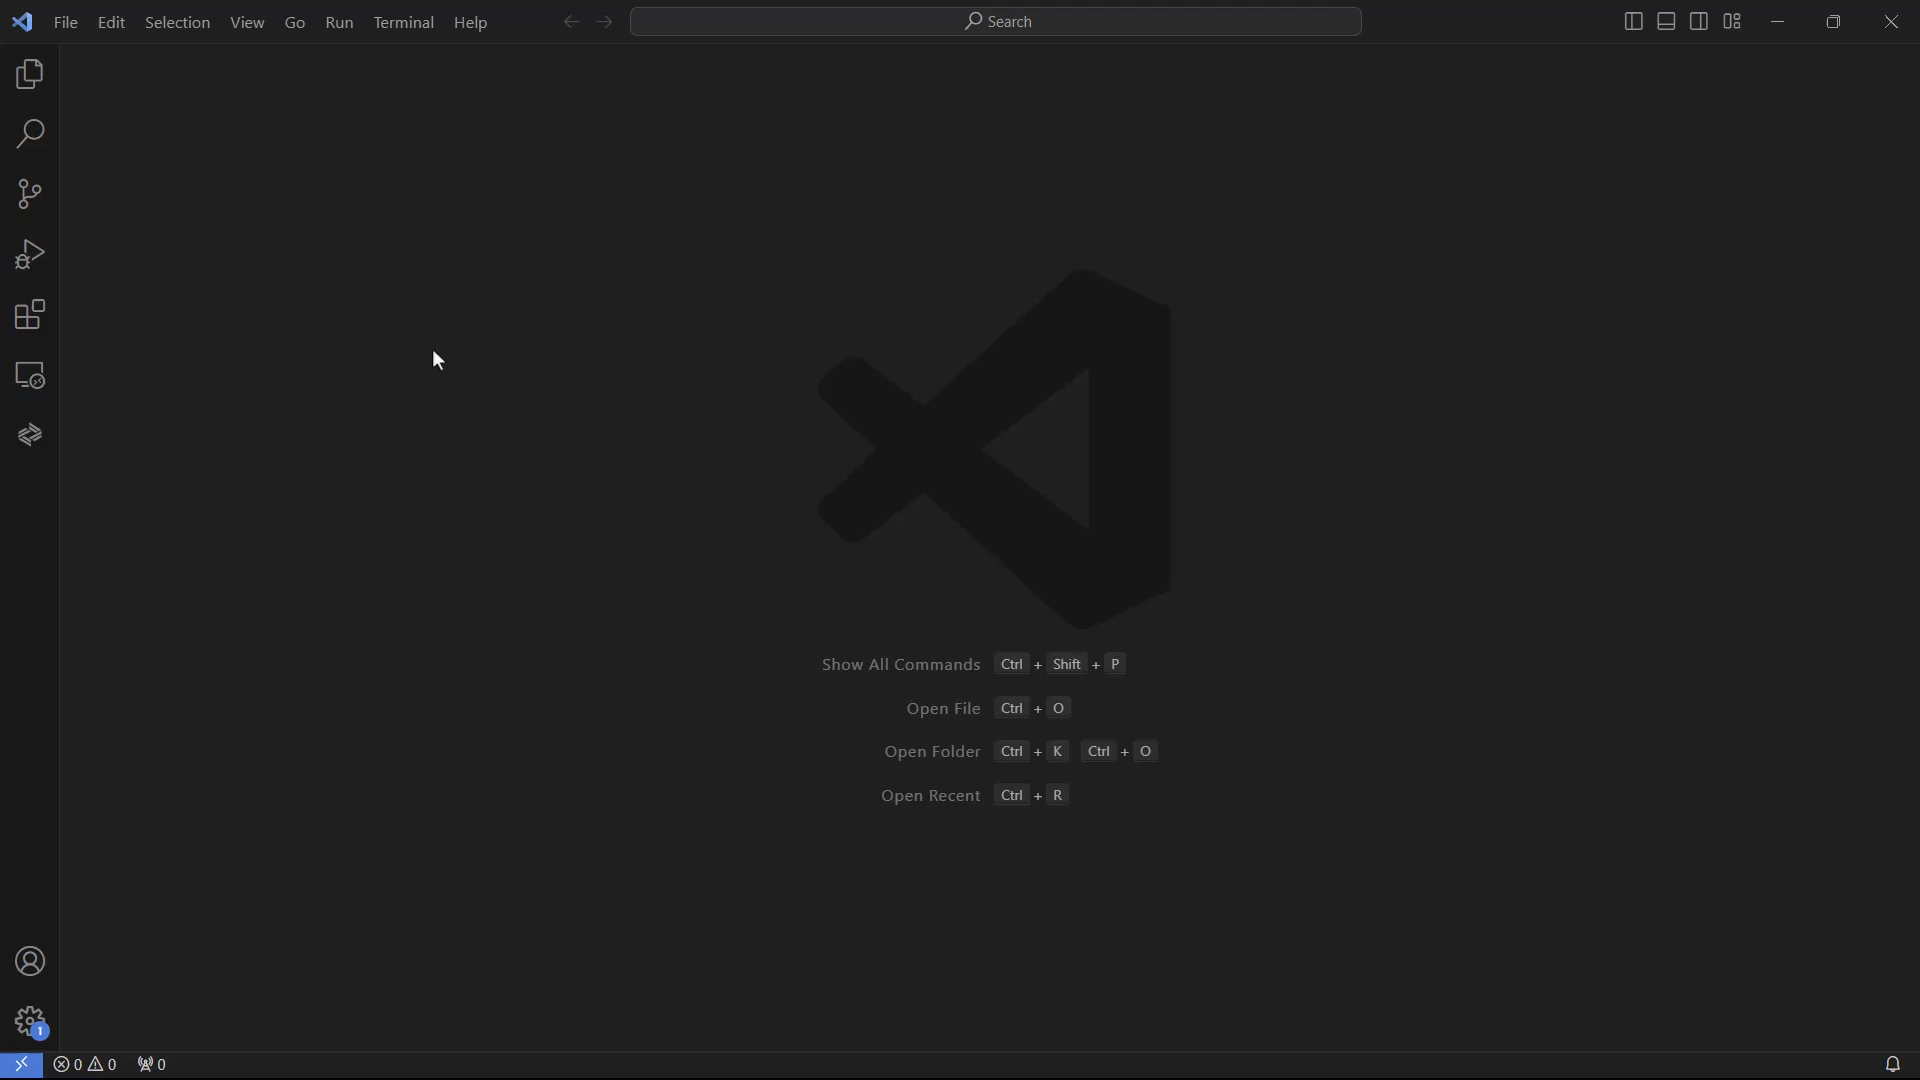 File Edit Selection View Go Run Terminal Help Search
Show All Commands Ctrl + Shift + P
Open File Ctrl + O
Open Folder Ctrl + K Ctrl + O
Open Recent Ctrl + R
1
0 0 0